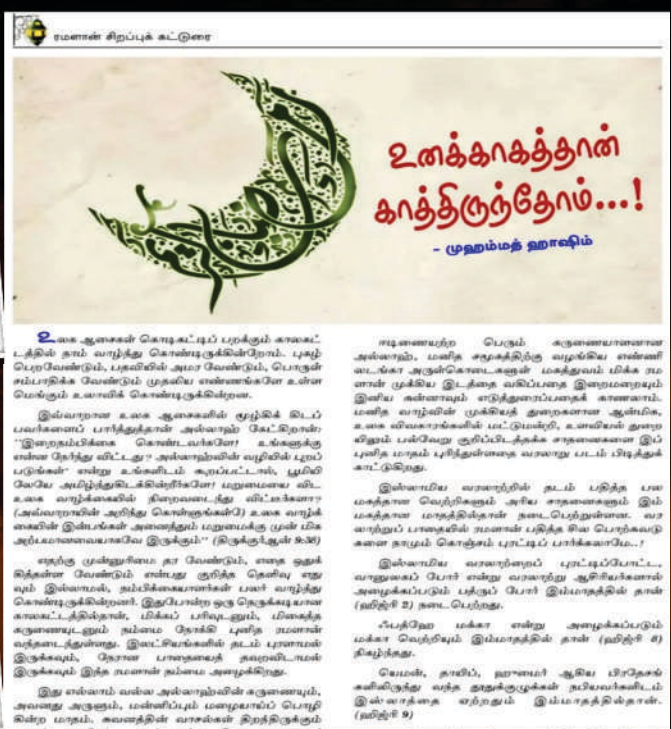 ரமளான் சிறப்புக் கட்டுரை
உனக்காகத்தான்
காத்திருந்தோம்...!
- முஹம்மத் ஹாஷிம்
உலக ஆசைகள் கொடிகட்டிப் பறக்கும் காலகட்
டத்தில் நாம் வாழ்ந்து கொண்டிருக்கின்றோம். புகழ்
பெறவேண்டும், பதவியில் அமர வேண்டும், பொருள்
சம்பாதிக்க வேண்டும் முதலிய எண்ணங்களே உள்ள
மெங்கும் உலாவிக் கொண்டிருக்கின்றன.
இவ்வாறான உலக ஆசைகளில் மூழ்கிக் கிடப்
பவர்களைப் பார்த்துத்தான் அல்லாஹ் கேட்கிறான்:
"இறைநம்பிக்கை கொண்டவர்களே! உங்களுக்கு
என்ன நேர்ந்து விட்டது? அல்லாஹ்வின் வழியில் புறப்
படுங்கள்" என்று உங்களிடம் கூறப்பட்டால், பூமியி
லேயே அமிழ்ந்துகிடக்கின்றீர்களே! மறுமையை விட
உலக வாழ்க்கையில் நிறைவடைந்து விட்டீர்களா?
(அவ்வாறாயின் அறிந்து கொள்ளுங்கள்!) உலக வாழ்க்
கையின் இன்பங்கள் அனைத்தும் மறுமைக்கு முன் மிக
அற்பமானவையாகவே இருக்கும்" (திருக்குர்ஆன் 9:38)
எதற்கு முன்னுரிமை தர வேண்டும், எதை ஒதுக்
கித்தள்ள வேண்டும் என்பது குறித்த தெளிவு எது
வும் இல்லாமல், நம்பிக்கையாளர்கள் பலர் வாழ்ந்து
கொண்டிருக்கின்றனர். இதுபோன்ற ஒரு நெருக்கடியான
காலகட்டத்தில்தான், மிக்கப் பரிவுடனும், மிகைத்த
கருணையுடனும் நம்மை நோக்கி புனித ரமளான்
வந்தடைந்துள்ளது. இலட்சியங்களில் தடம் புரளாமல்
இருக்கவும், நேரான பாதையைத் தவறவிடாமல்
இருக்கவும் இந்த ரமளான் நம்மை அழைக்கிறது.
இது எல்லாம் வல்ல அல்லாஹ்வின் கருணையும்,
அவனது அருளும், மன்னிப்பும் மழையாய்ப் பொழி
கின்ற மாதம். சுவனத்தின் வாசல்கள் திறந்திருக்கும்
ஈடிணையற்ற பெரும் கருணையாளனான
அல்லாஹ், மனித சமூகத்திற்கு வழங்கிய எண்ணி
லடங்கா அருள்கொடைகளுள் மகத்துவம் மிக்க ரம
ளான் முக்கிய இடத்தை வகிப்பதை இறைமறையும்
இனிய சுன்னாவும் எடுத்துரைப்பதைக் காணலாம்.
மனித வாழ்வின் முக்கியத் துறைகளான ஆன்மிக,
உலக விவகாரங்களில் மட்டுமன்றி, உளவியல் துறை
யிலும் பல்வேறு குறிப்பிடத்தக்க சாதனைகளை இப்
புனித மாதம் புரிந்துள்ளதை வரலாறு படம் பிடித்துக்
காட்டுகிறது.
இஸ்லாமிய வரலாற்றில் தடம் பதித்த பல
மகத்தான வெற்றிகளும் அரிய சாதனைகளும் இம்
மகத்தான மாதத்தில்தான் நடைபெற்றுள்ளன. வர
லாற்றுப் பாதையில் ரமளான் பதித்த சில பொற்சுவடு
களை நாமும் கொஞ்சம் புரட்டிப் பார்க்கலாமே..!
இஸ்லாமிய வரலாற்றைப் புரட்டிப்போட்ட,
வாணுலகப் போர் என்று வரலாற்று ஆசிரியர்களால்
அழைக்கப்படும் பத்ருப் போர் இம்மாதத்தில் தான்
(ஹிஜ்ரி 2) நடைபெற்றது.
ஃபத்ஹே மக்கா என்று அழைக்கப்படும்
மக்கா வெற்றியும் இம்மாதத்தில் தான் (ஹிஜ்ரி 8)
நிகழ்ந்தது.
யெமன், தாயிப், ஹுமைர் ஆகிய பிரதேசங்
களிலிருந்து வந்த தூதுக்குழுக்கள் நபியவர்களிடம்
இஸ்லாத்தை ஏற்றதும் இம்மாதத்தில்தான்.
(ஹிஜ்ரி 9)